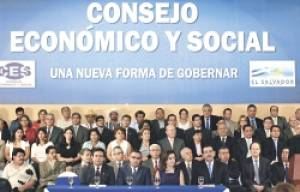 CONSEJO
ECONÓMICO Y SOCIAL
UNA NUEVA FORMA DE GOBERNAR
CES
EL SALVADOR